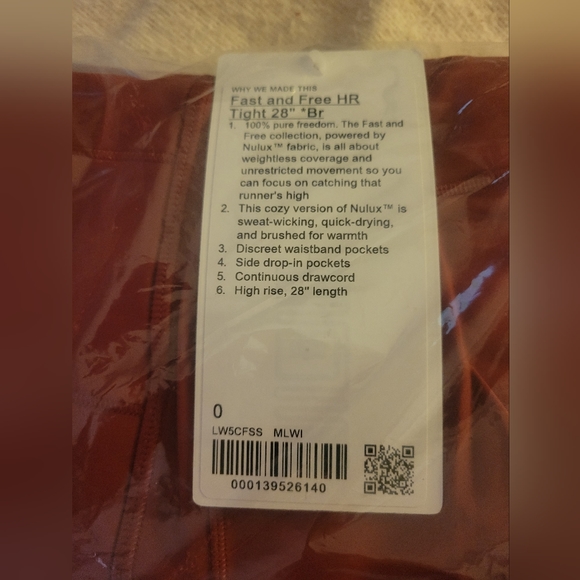 WHY WE MADE THIS
Fast and Free HR
Tight 28" *Br
1. 100% pure freedom. The Fast and
Free collection, powered by
Nulux™ fabric, is all about
weightless coverage and
unrestricted movement so you
can focus on catching that
runner's high
2. This cozy version of Nulux™ is
sweat-wicking, quick-drying,
and brushed for warmth
3. Discreet waistband pockets
4. Side drop-in pockets
5. Continuous drawcord
6. High rise, 28" length
0
LW5CFSS MLWI
000139526140